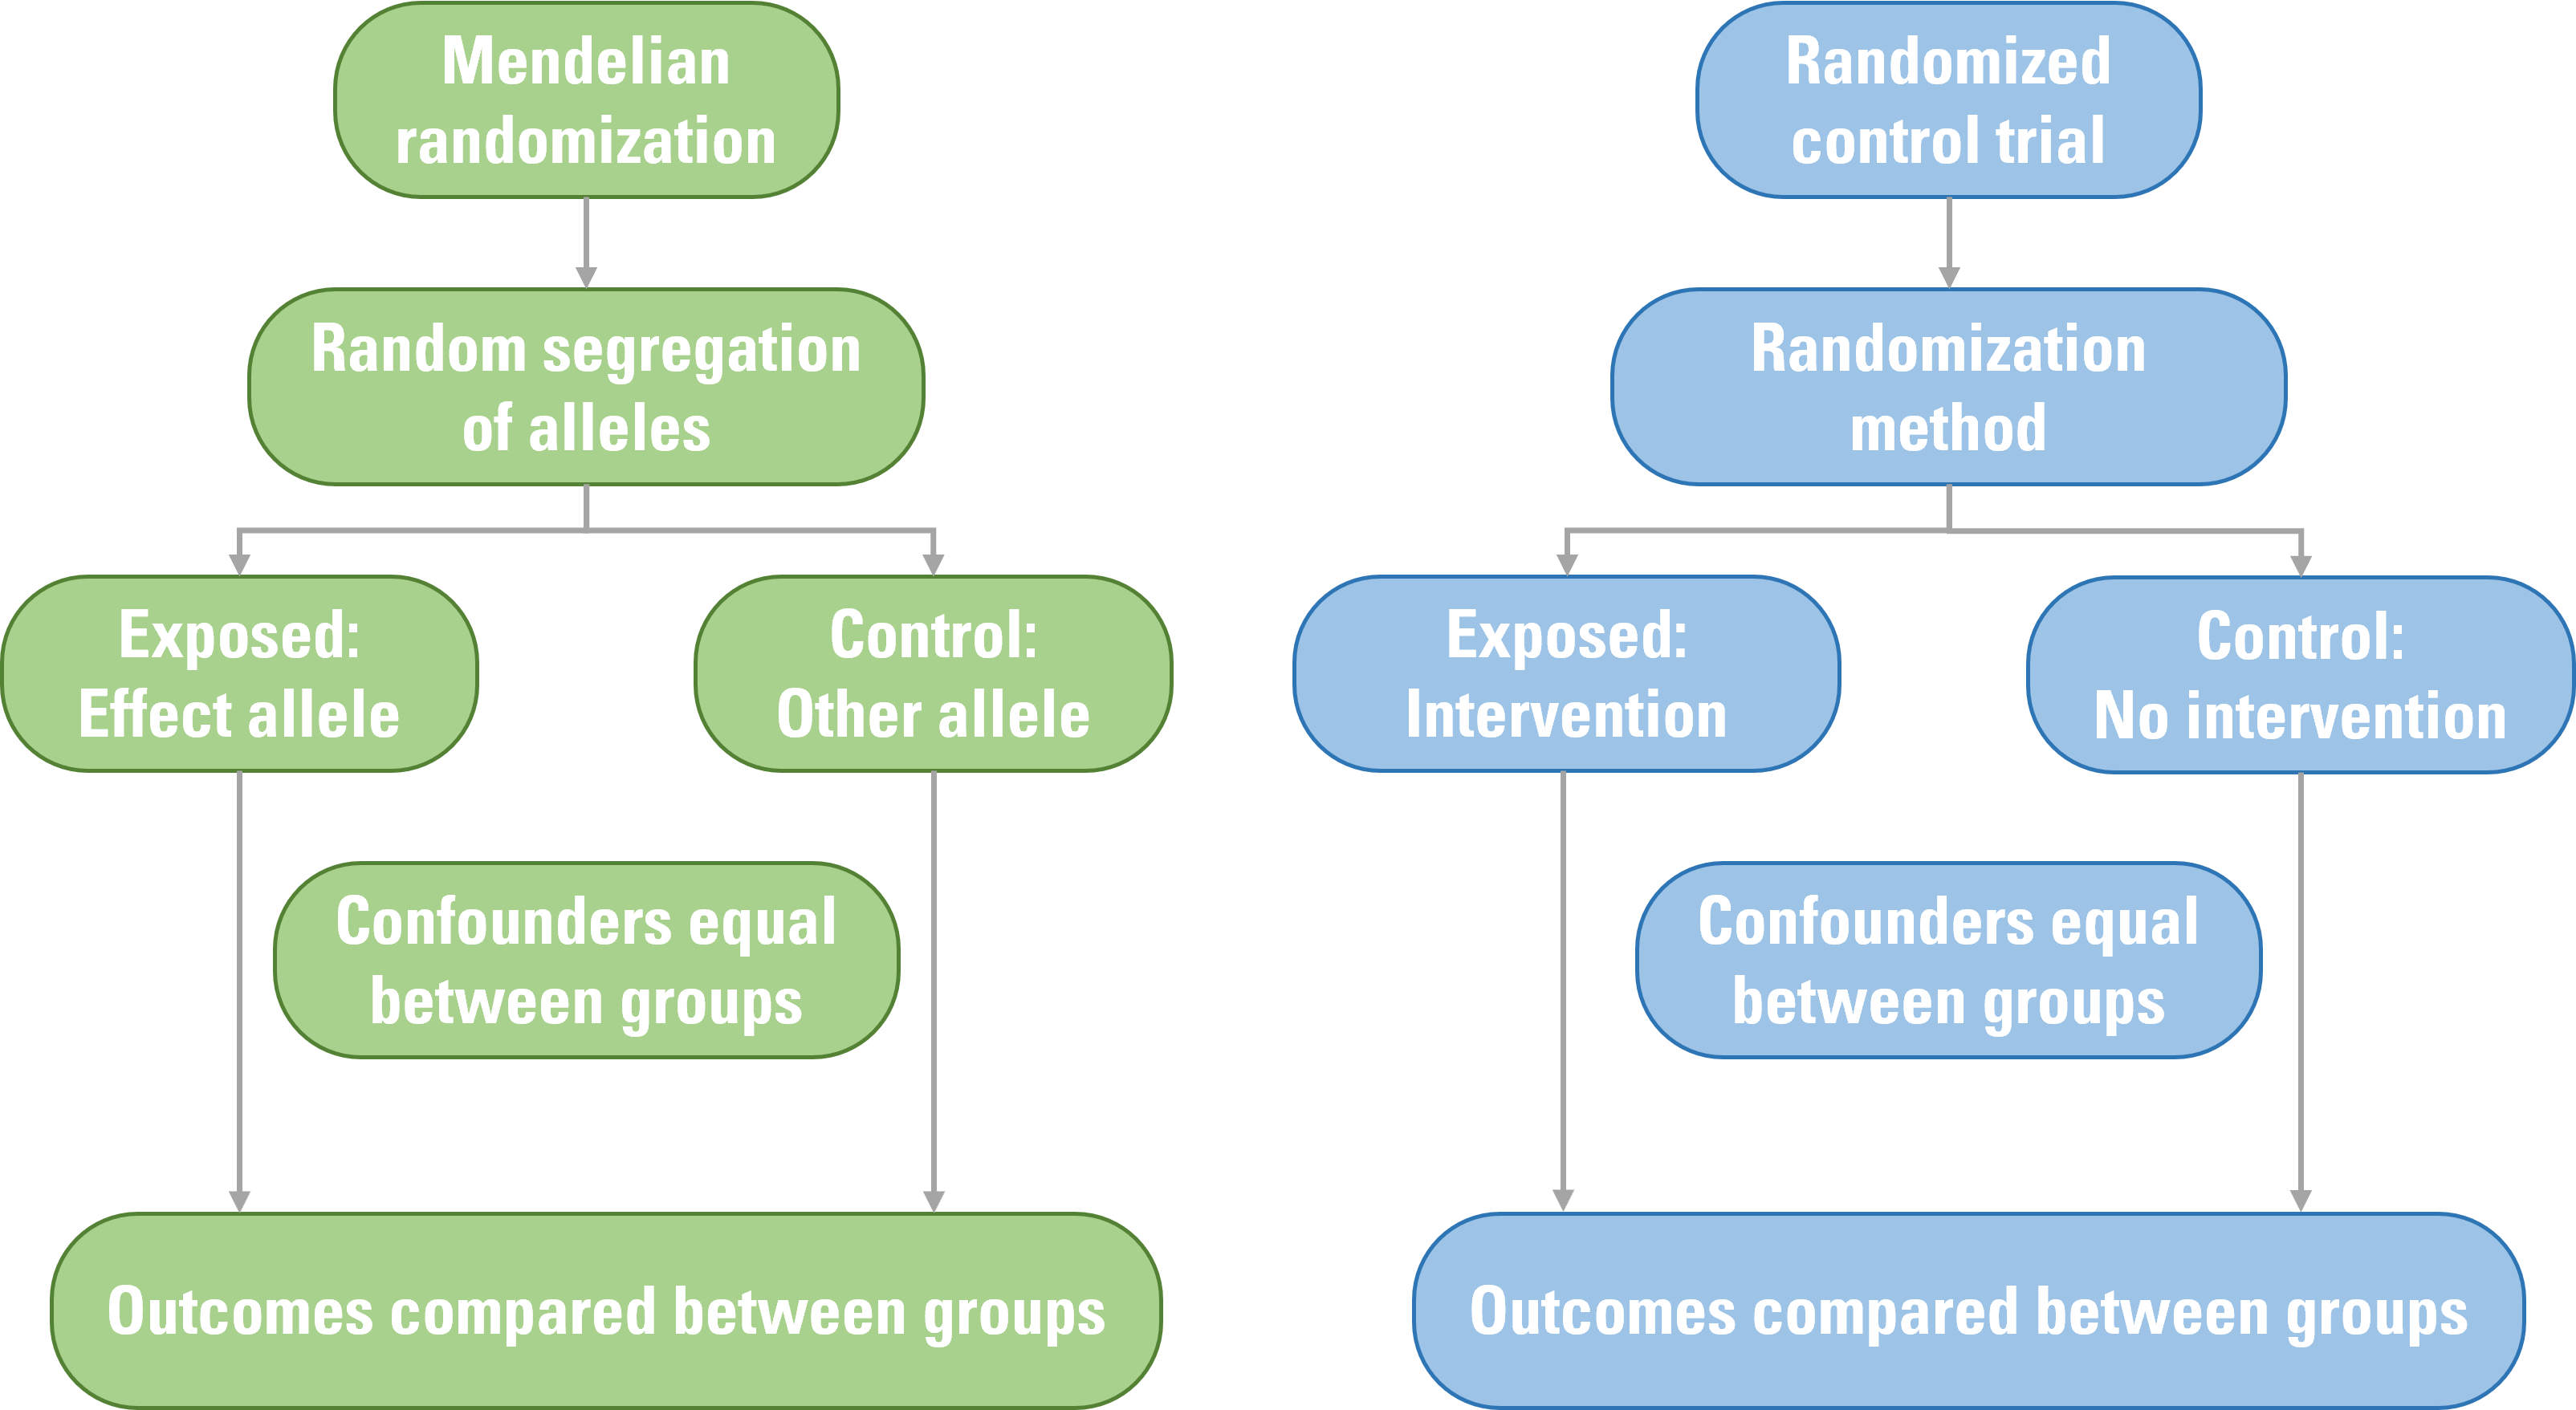 Mendelian
randomization
Random segregation
of alleles
Exposed:
Effect allele
Control:
Other allele
Confounders equal
between groups
Outcomes compared between groups
Randomized
control trial
Randomization
method
Exposed:
Intervention
Control:
No intervention
Confounders equal
between groups
Outcomes compared between groups